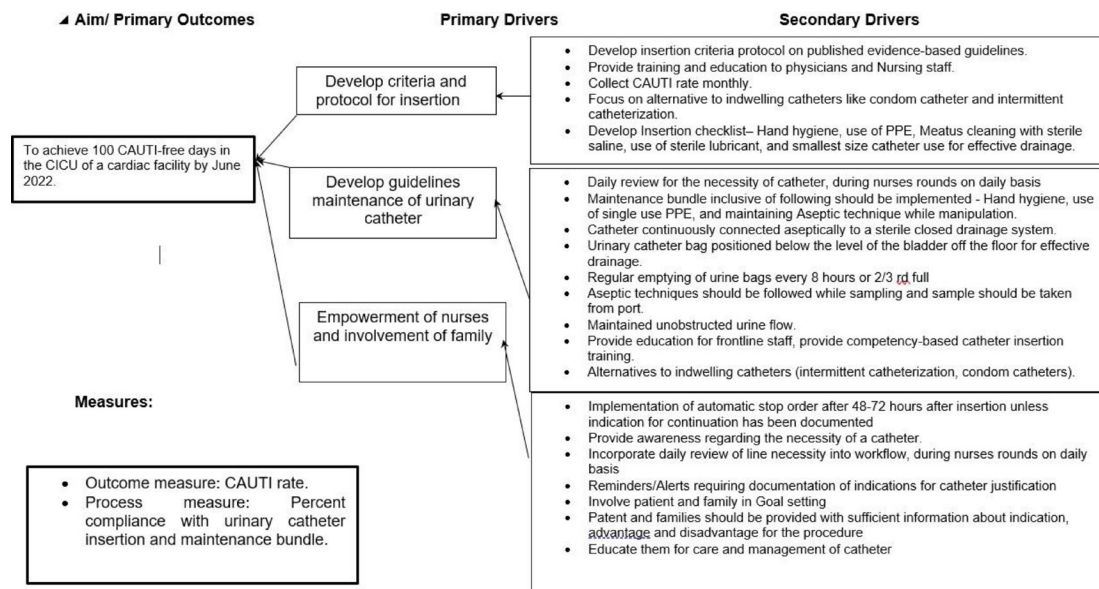 Aim/ Primary Outcomes
Primary Drivers
Secondary Drivers
To achieve 100 CAUTI-free days in
the CICU of a cardiac facility by June
2022.
Develop criteria and
protocol for insertion
Develop guidelines
maintenance of urinary
catheter
Empowerment of nurses
and involvement of family
• Develop insertion criteria protocol on published evidence-based guidelines.
• Provide training and education to physicians and Nursing staff.
• Collect CAUTI rate monthly.
• Focus on alternative to indwelling catheters like condom catheter and intermittent
catheterization.
• Develop Insertion checklist– Hand hygiene, use of PPE, Meatus cleaning with sterile
saline, use of sterile lubricant, and smallest size catheter use for effective drainage.
• Daily review for the necessity of catheter, during nurses rounds on daily basis
• Maintenance bundle inclusive of following should be implemented - Hand hygiene, use
of single use PPE, and maintaining Aseptic technique while manipulation.
• Catheter continuously connected aseptically to a sterile closed drainage system.
• Urinary catheter bag positioned below the level of the bladder off the floor for effective
drainage.
• Regular emptying of urine bags every 8 hours or 2/3 rd full
• Aseptic techniques should be followed while sampling and sample should be taken
from port.
• Maintained unobstructed urine flow.
• Provide education for frontline staff, provide competency-based catheter insertion
training.
• Alternatives to indwelling catheters (intermittent catheterization, condom catheters).
• Implementation of automatic stop order after 48-72 hours after insertion unless
indication for continuation has been documented
• Provide awareness regarding the necessity of a catheter.
• Incorporate daily review of line necessity into workflow, during nurses rounds on daily
basis
• Reminders/Alerts requiring documentation of indications for catheter justification
• Involve patient and family in Goal setting
• Patent and families should be provided with sufficient information about indication,
advantage and disadvantage for the procedure
• Educate them for care and management of catheter
Measures:
• Outcome measure: CAUTI rate.
• Process measure: Percent
compliance with urinary catheter
insertion and maintenance bundle.